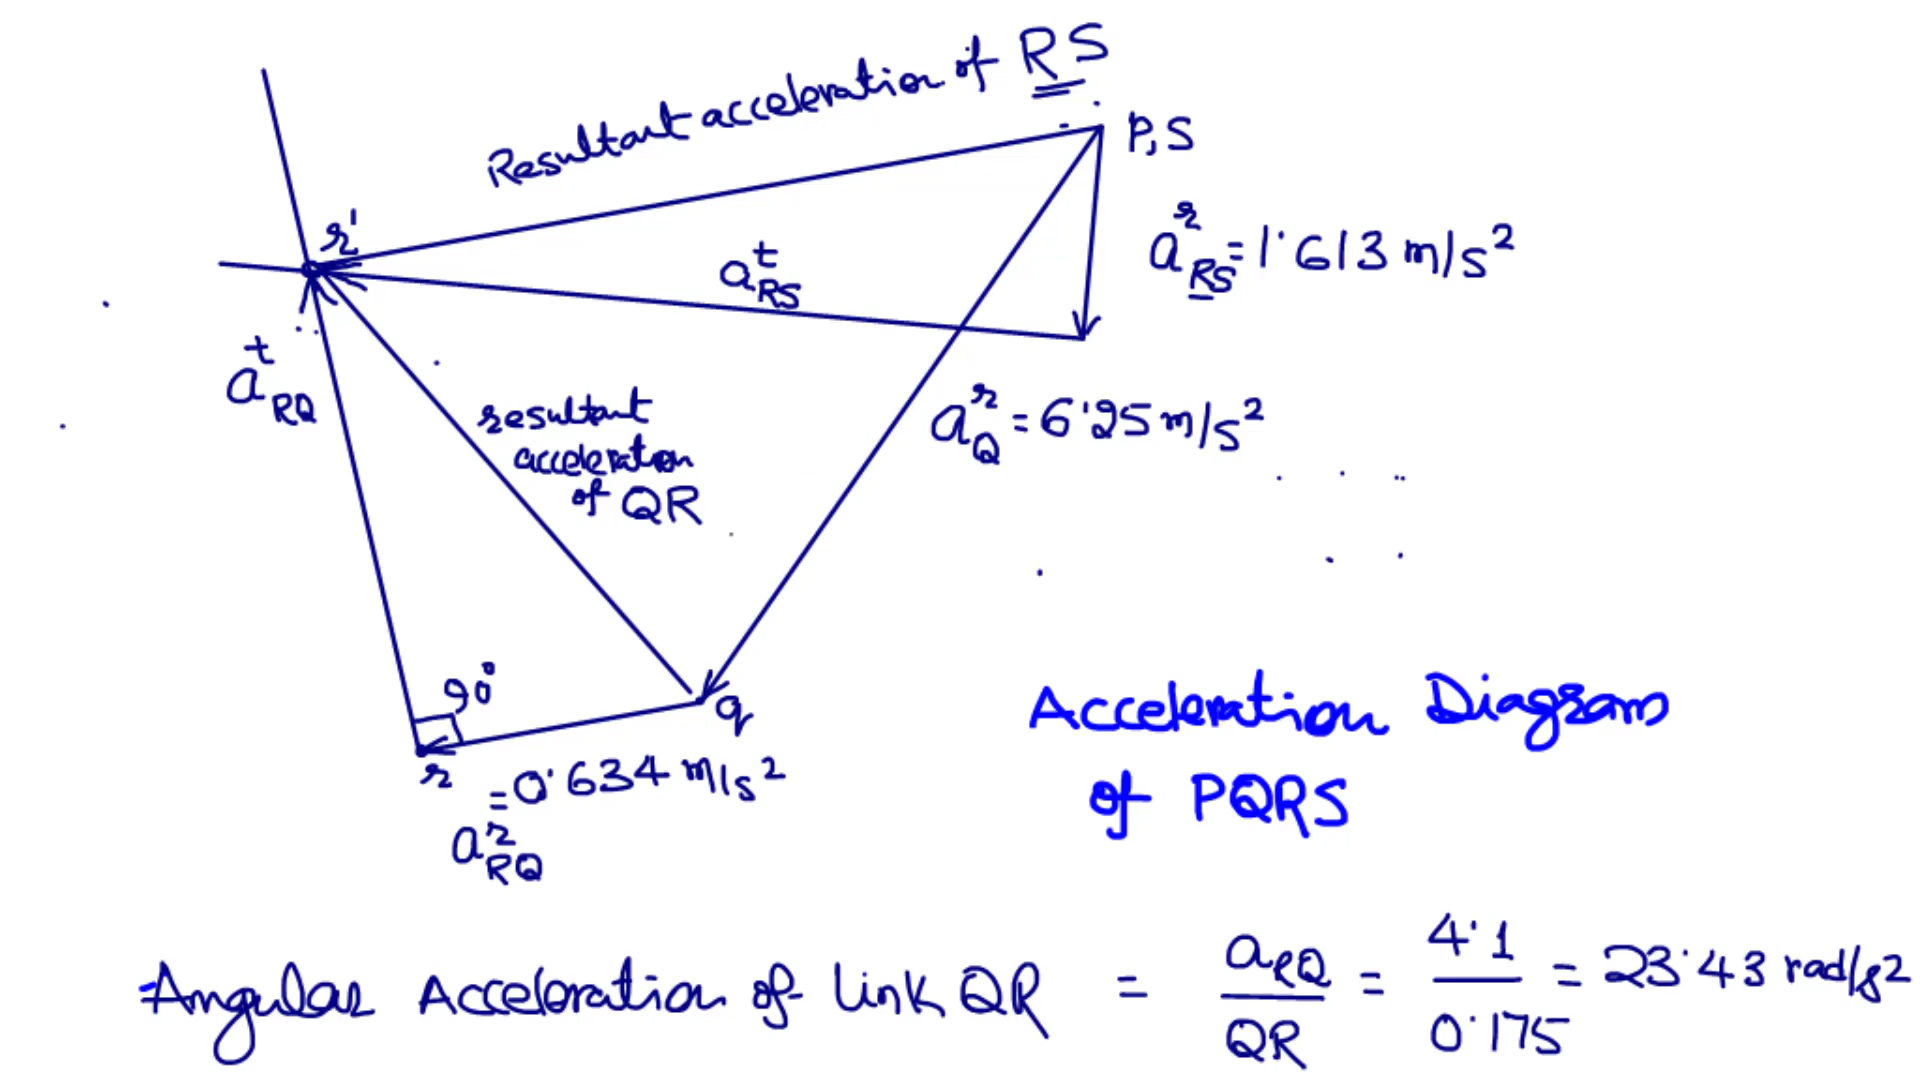 Resultant acceleration of RS
P,S
r'
a^t_RS
a^r_RS = 1.613 m/s²
a^t_RQ
resultant
acceleration
of QR
a^r_Q = 6.25 m/s²
90°
q
r
= 0.634 m/s²
a^r_RQ
Acceleration Diagram
of PQRS
Angular Acceleration of link QR = a_RQ / QR = 4.1 / 0.175 = 23.43 rad/s²